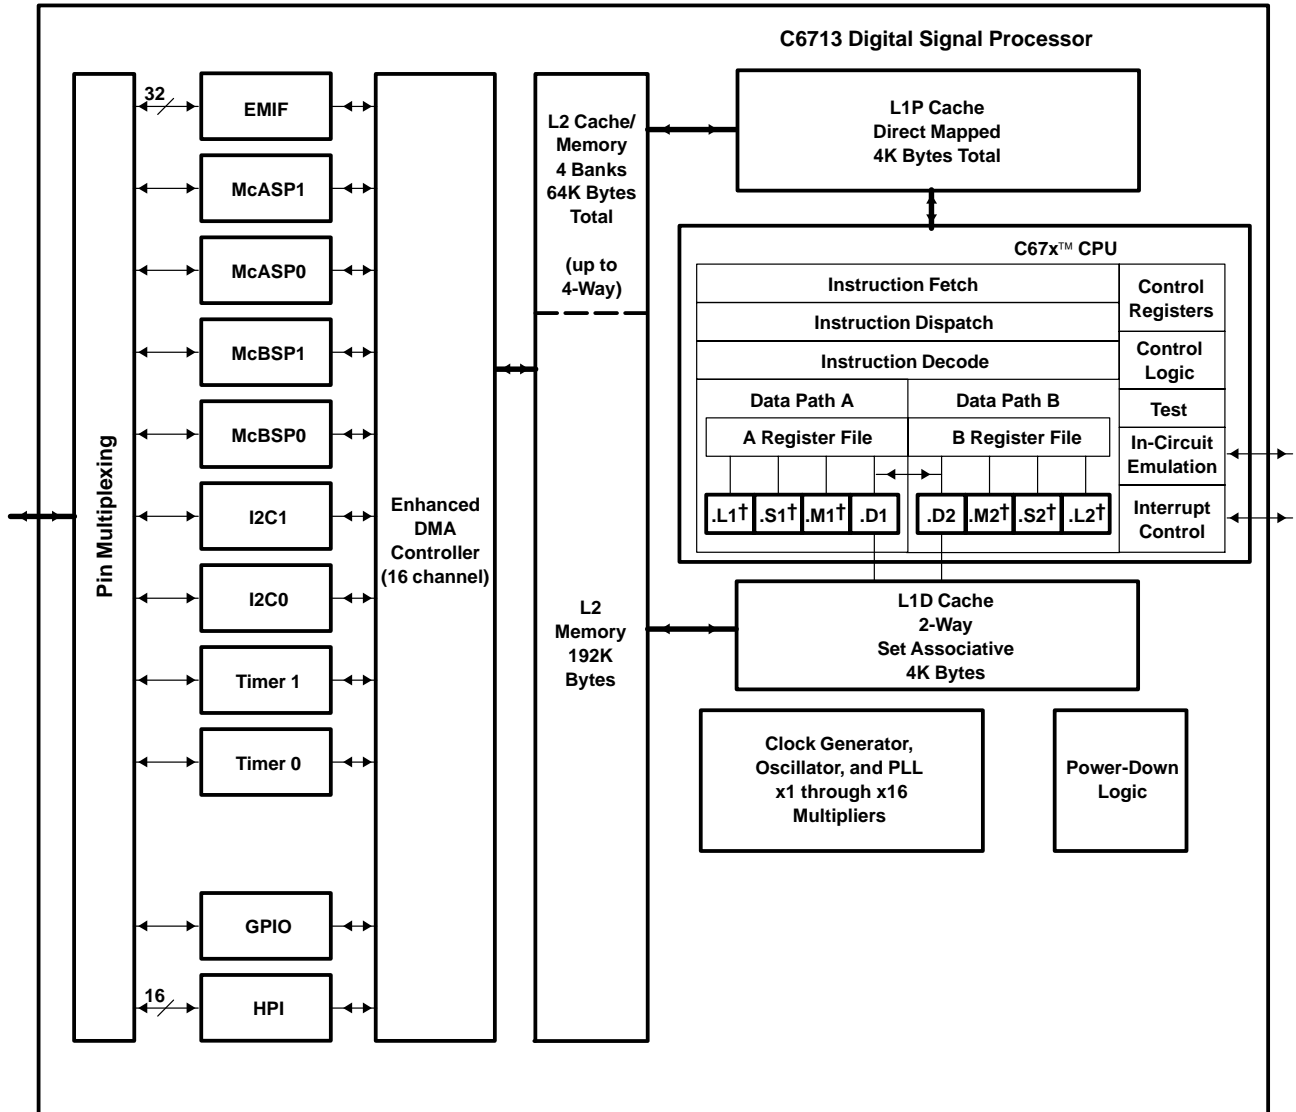 C6713 Digital Signal Processor
32
EMIF
McASP1
McASP0
McBSP1
McBSP0
I2C1
I2C0
Timer 1
Timer 0
GPIO
16
HPI
Pin Multiplexing
Enhanced
DMA
Controller
(16 channel)
L2 Cache/
Memory
4 Banks
64K Bytes
Total
(up to
4-Way)
L2
Memory
192K
Bytes
L1P Cache
Direct Mapped
4K Bytes Total
C67x™ CPU
Instruction Fetch
Instruction Dispatch
Instruction Decode
Data Path A
Data Path B
A Register File
B Register File
.L1† .S1† .M1† .D1
.D2 .M2† .S2† .L2†
Control
Registers
Control
Logic
Test
In-Circuit
Emulation
Interrupt
Control
L1D Cache
2-Way
Set Associative
4K Bytes
Clock Generator,
Oscillator, and PLL
x1 through x16
Multipliers
Power-Down
Logic